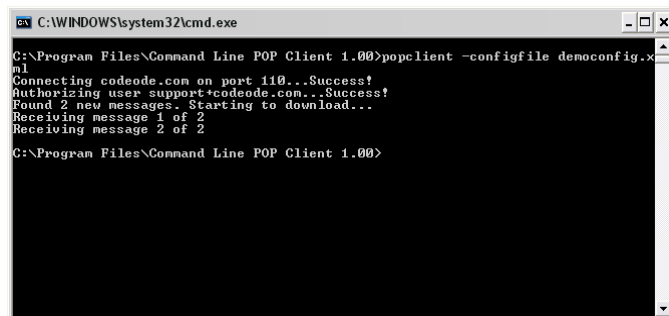 C:\WINDOWS\system32\cmd.exe
C:\Program Files\Command Line POP Client 1.00>popclient -configfile democonfig.x
ml
Connecting codeode.com on port 110...Success!
Authorizing user support+codeode.com...Success!
Found 2 new messages. Starting to download...
Receiving message 1 of 2
Receiving message 2 of 2
C:\Program Files\Command Line POP Client 1.00>